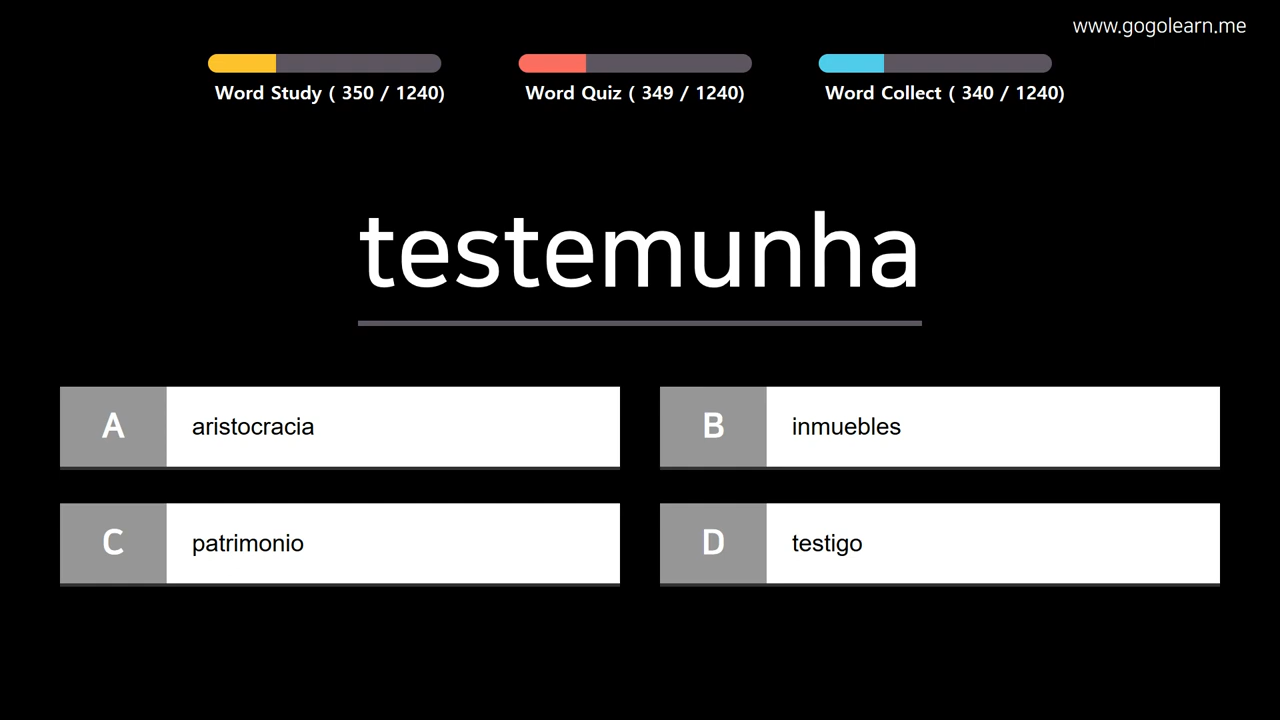 www.gogolearn.me
Word Study ( 350 / 1240)
Word Quiz ( 349 / 1240)
Word Collect ( 340 / 1240)
testemunha
A aristocracia
B inmuebles
C patrimonio
D testigo